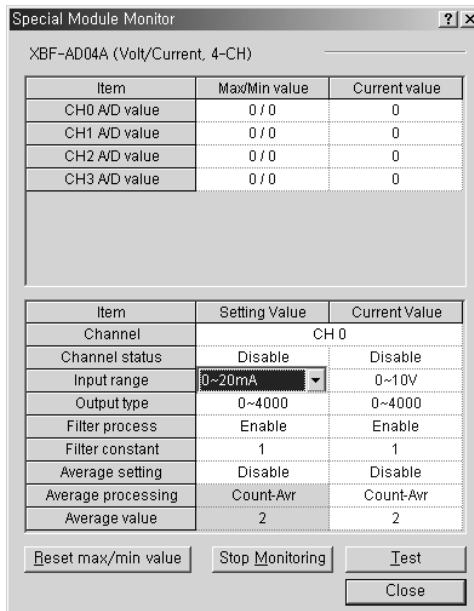 Special Module Monitor
XBF-AD04A (Volt/Current, 4-CH)
Item Max/Min value Current value
CH0 A/D value 0 / 0 0
CH1 A/D value 0 / 0 0
CH2 A/D value 0 / 0 0
CH3 A/D value 0 / 0 0
Item Setting Value Current Value
Channel CH 0
Channel status Disable Disable
Input range 0~20mA 0~10V
Output type 0~4000 0~4000
Filter process Enable Enable
Filter constant 1 1
Average setting Disable Disable
Average processing Count-Avr Count-Avr
Average value 2 2
Reset max/min value Stop Monitoring Test
Close